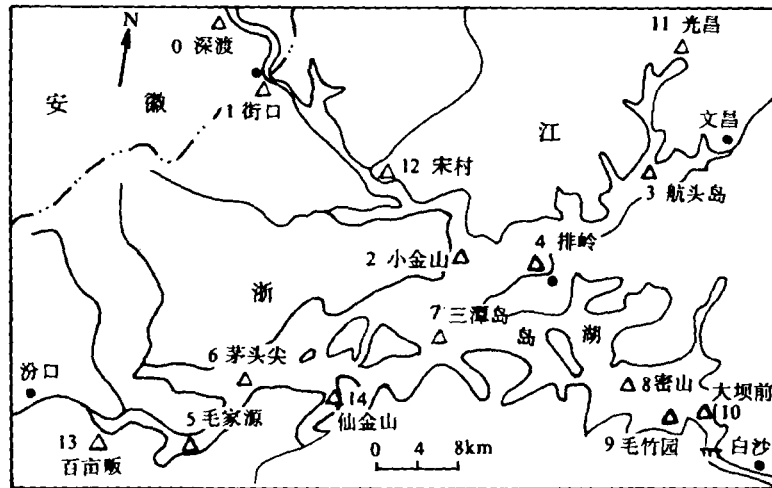 N
0 深渡
安
徽
1 街口
12 宋村
江
11 光昌
文昌
3 航头岛
2 小金山
4 排岭
浙
7
三潭岛
岛
湖
6 茅头尖
汾口
5 毛家源
14
仙金山
8密山
大坝前
10
13
百亩畈
9 毛竹园
白沙
0 4 8km